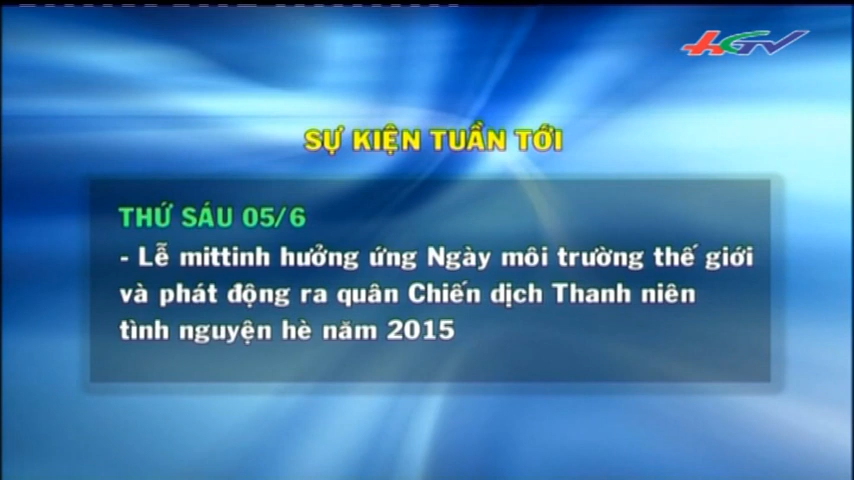 HGTV
SỰ KIỆN TUẦN TỚI
THỨ SÁU 05/6
- Lễ mittinh hưởng ứng Ngày môi trường thế giới
và phát động ra quân Chiến dịch Thanh niên
tình nguyện hè năm 2015